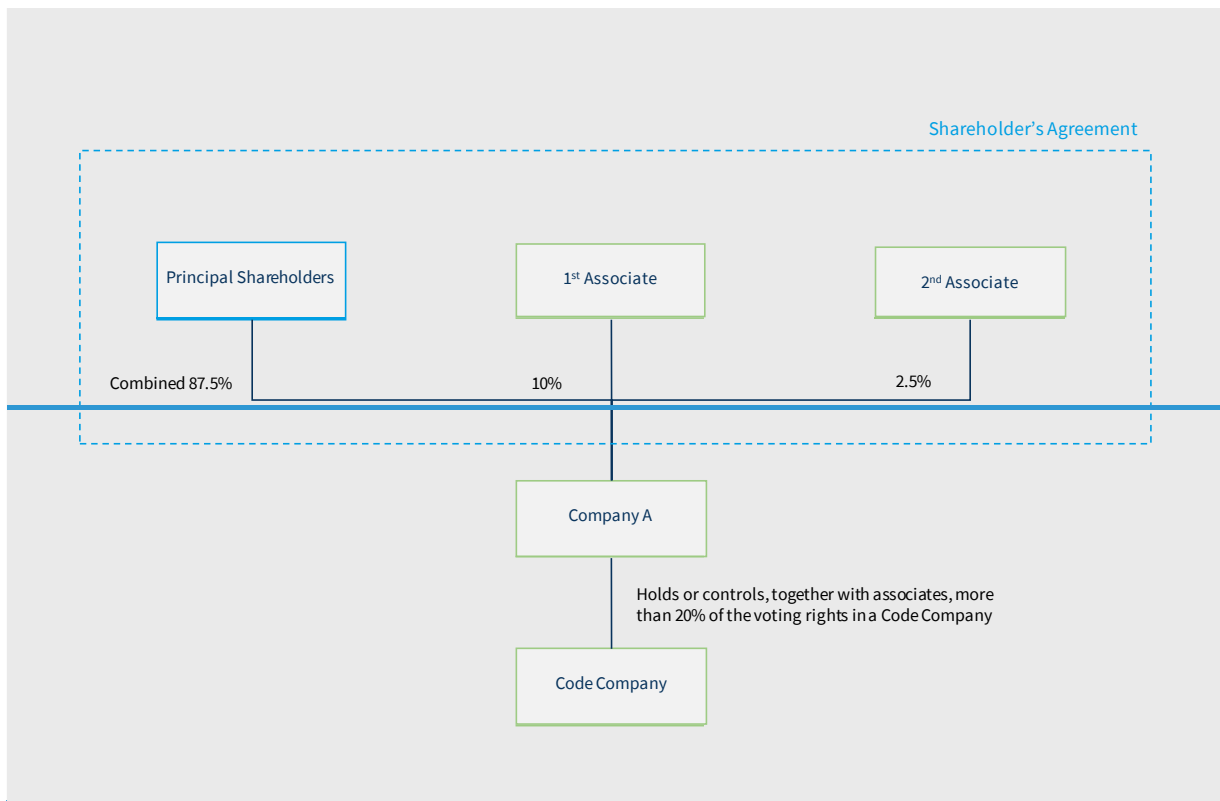 Shareholder’s Agreement
Principal Shareholders
1st Associate
2nd Associate
Combined 87.5%
10%
2.5%
Company A
Holds or controls, together with associates, more
than 20% of the voting rights in a Code Company
Code Company